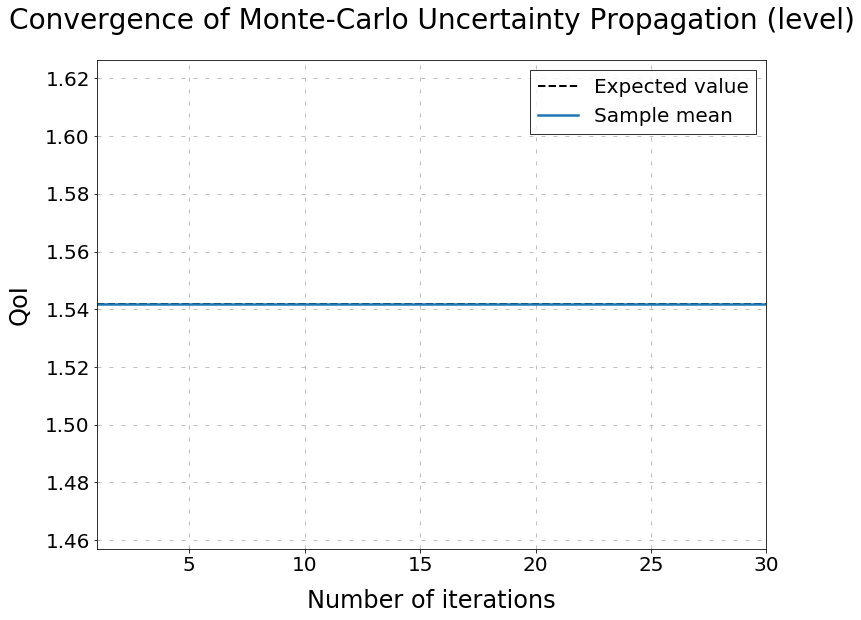 Convergence of Monte-Carlo Uncertainty Propagation (level)
Expected value
Sample mean
1.62
1.60
1.58
1.56
1.54
1.52
1.50
1.48
1.46
QoI
5 10 15 20 25 30
Number of iterations